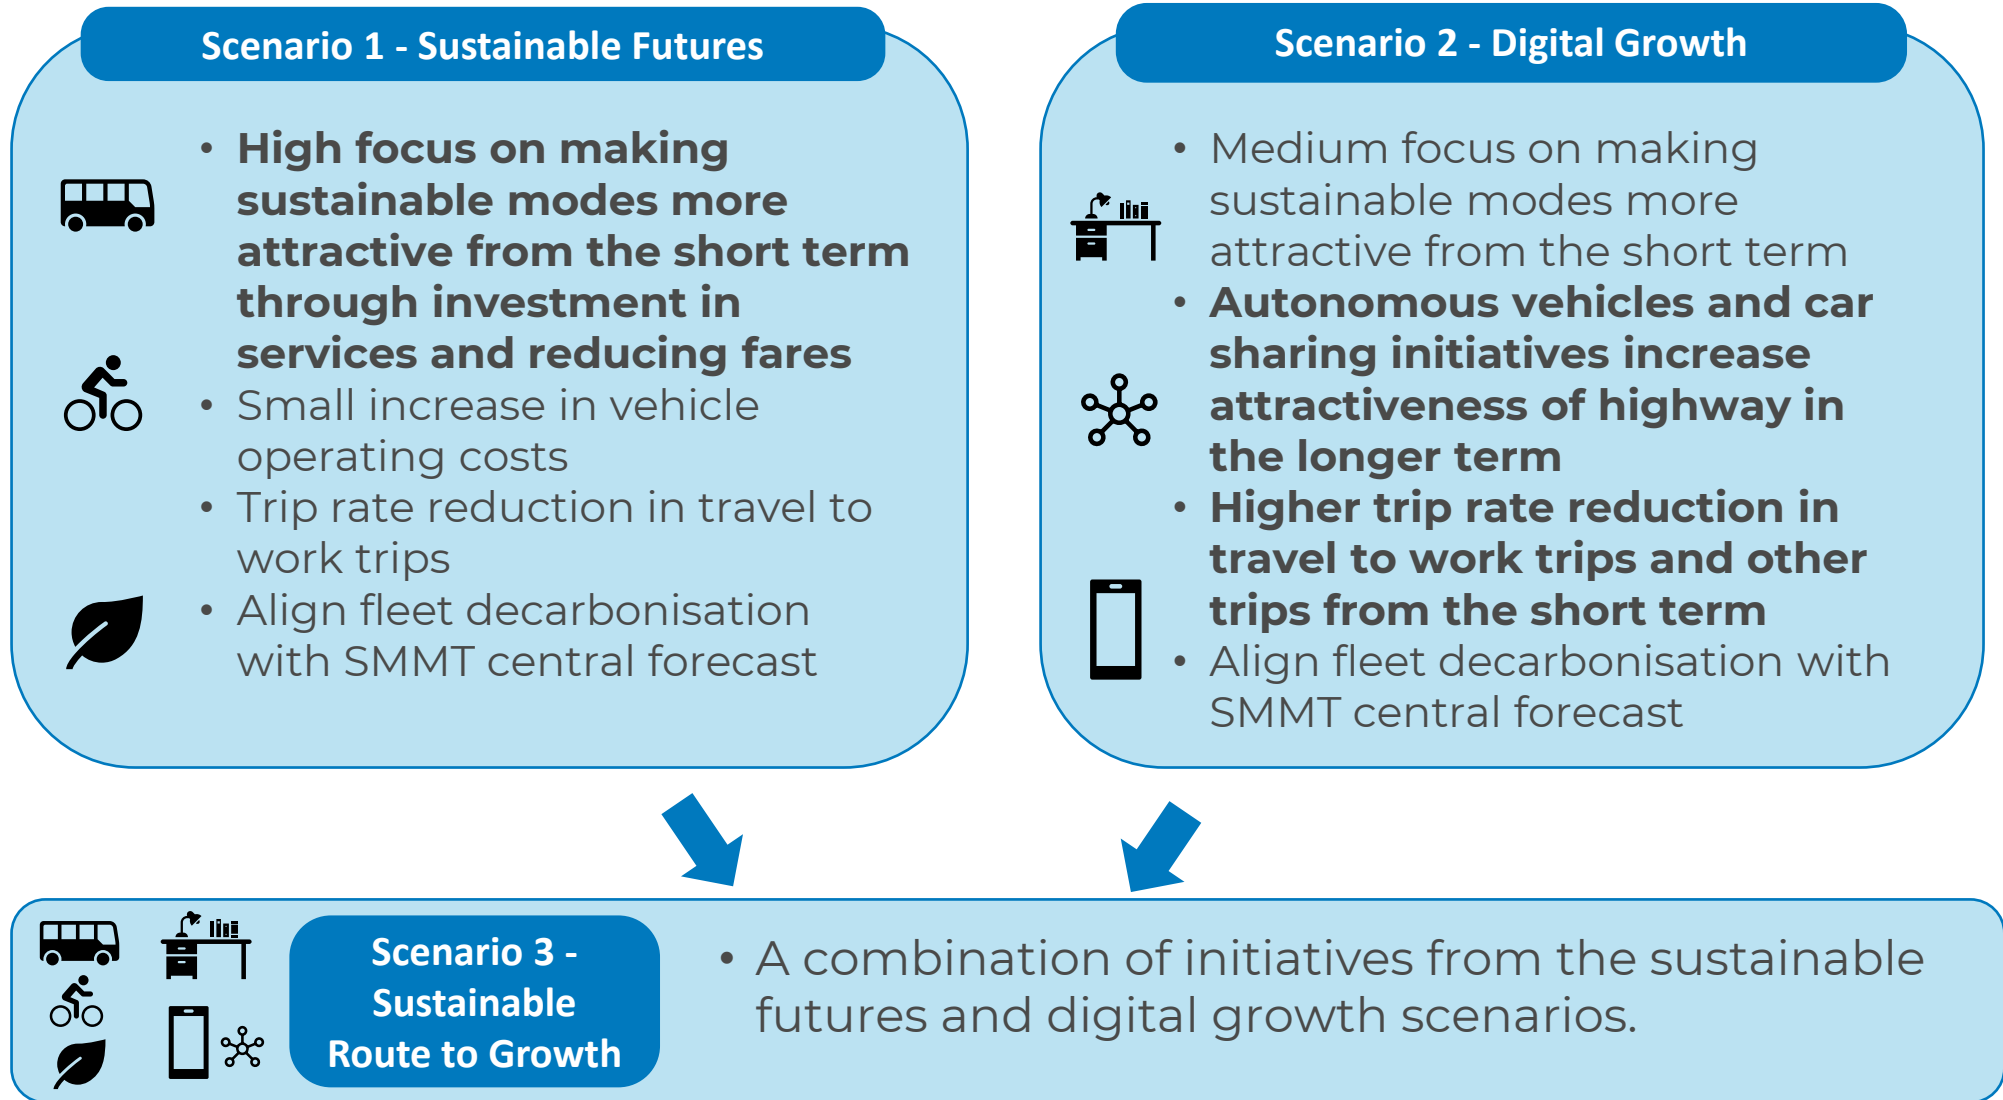 Scenario 1 - Sustainable Futures
• High focus on making
sustainable modes more
attractive from the short term
through investment in
services and reducing fares
• Small increase in vehicle
operating costs
• Trip rate reduction in travel to
work trips
• Align fleet decarbonisation
with SMMT central forecast
Scenario 2 - Digital Growth
• Medium focus on making
sustainable modes more
attractive from the short term
• Autonomous vehicles and car
sharing initiatives increase
attractiveness of highway in
the longer term
• Higher trip rate reduction in
travel to work trips and other
trips from the short term
• Align fleet decarbonisation with
SMMT central forecast
Scenario 3 -
Sustainable
Route to Growth
• A combination of initiatives from the sustainable
futures and digital growth scenarios.